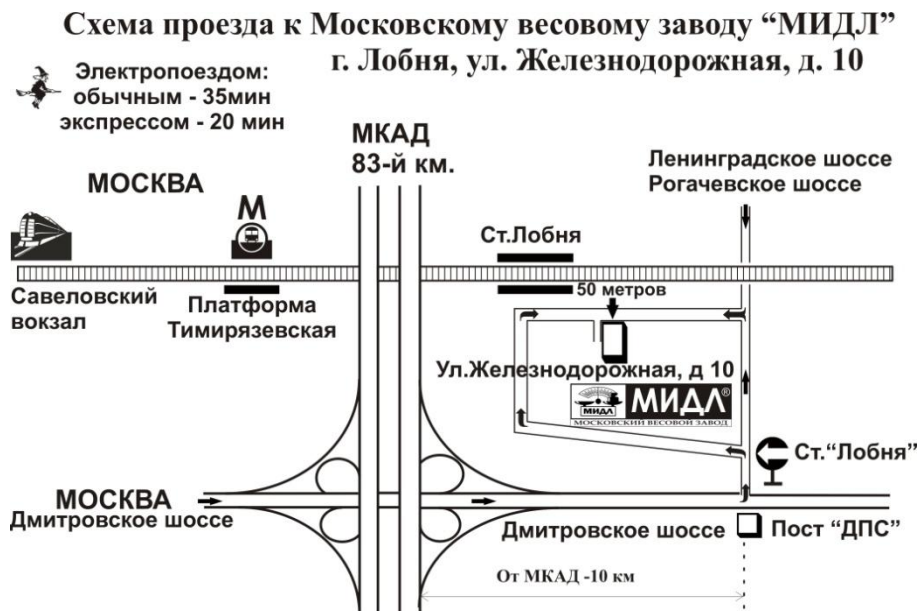 Схема проезда к Московскому весовому заводу “МИДЛ”
г. Лобня, ул. Железнодорожная, д. 10
Электропоездом:
обычным - 35мин
экспрессом - 20 мин
МКАД
83-й км.
Ленинградское шоссе
Рогачевское шоссе
МОСКВА
М
Ст.Лобня
Савеловский
вокзал
Платформа
Тимирязевская
50 метров
Ул.Железнодорожная, д 10
МИДЛ
МИДЛ®
МОСКОВСКИЙ ВЕСОВОЙ ЗАВОД
Ст.“Лобня”
МОСКВА
Дмитровское шоссе
Дмитровское шоссе
Пост “ДПС”
От МКАД -10 км